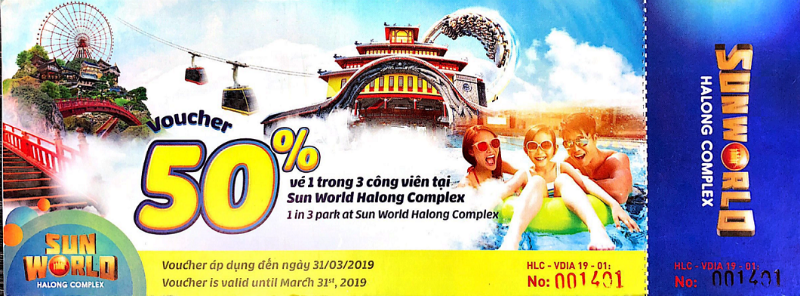 Voucher
50%
vé 1 trong 3 công viên tại
Sun World Halong Complex
1 in 3 park at Sun World Halong Complex
SUN
WORLD
HALONG COMPLEX
Voucher áp dụng đến ngày 31/03/2019
Voucher is valid until March 31st, 2019
HLC - VDIA 19 - 01:
No: 001401
SUN WORLD
HALONG COMPLEX
HLC - VDIA 19 - 01:
No: 001401